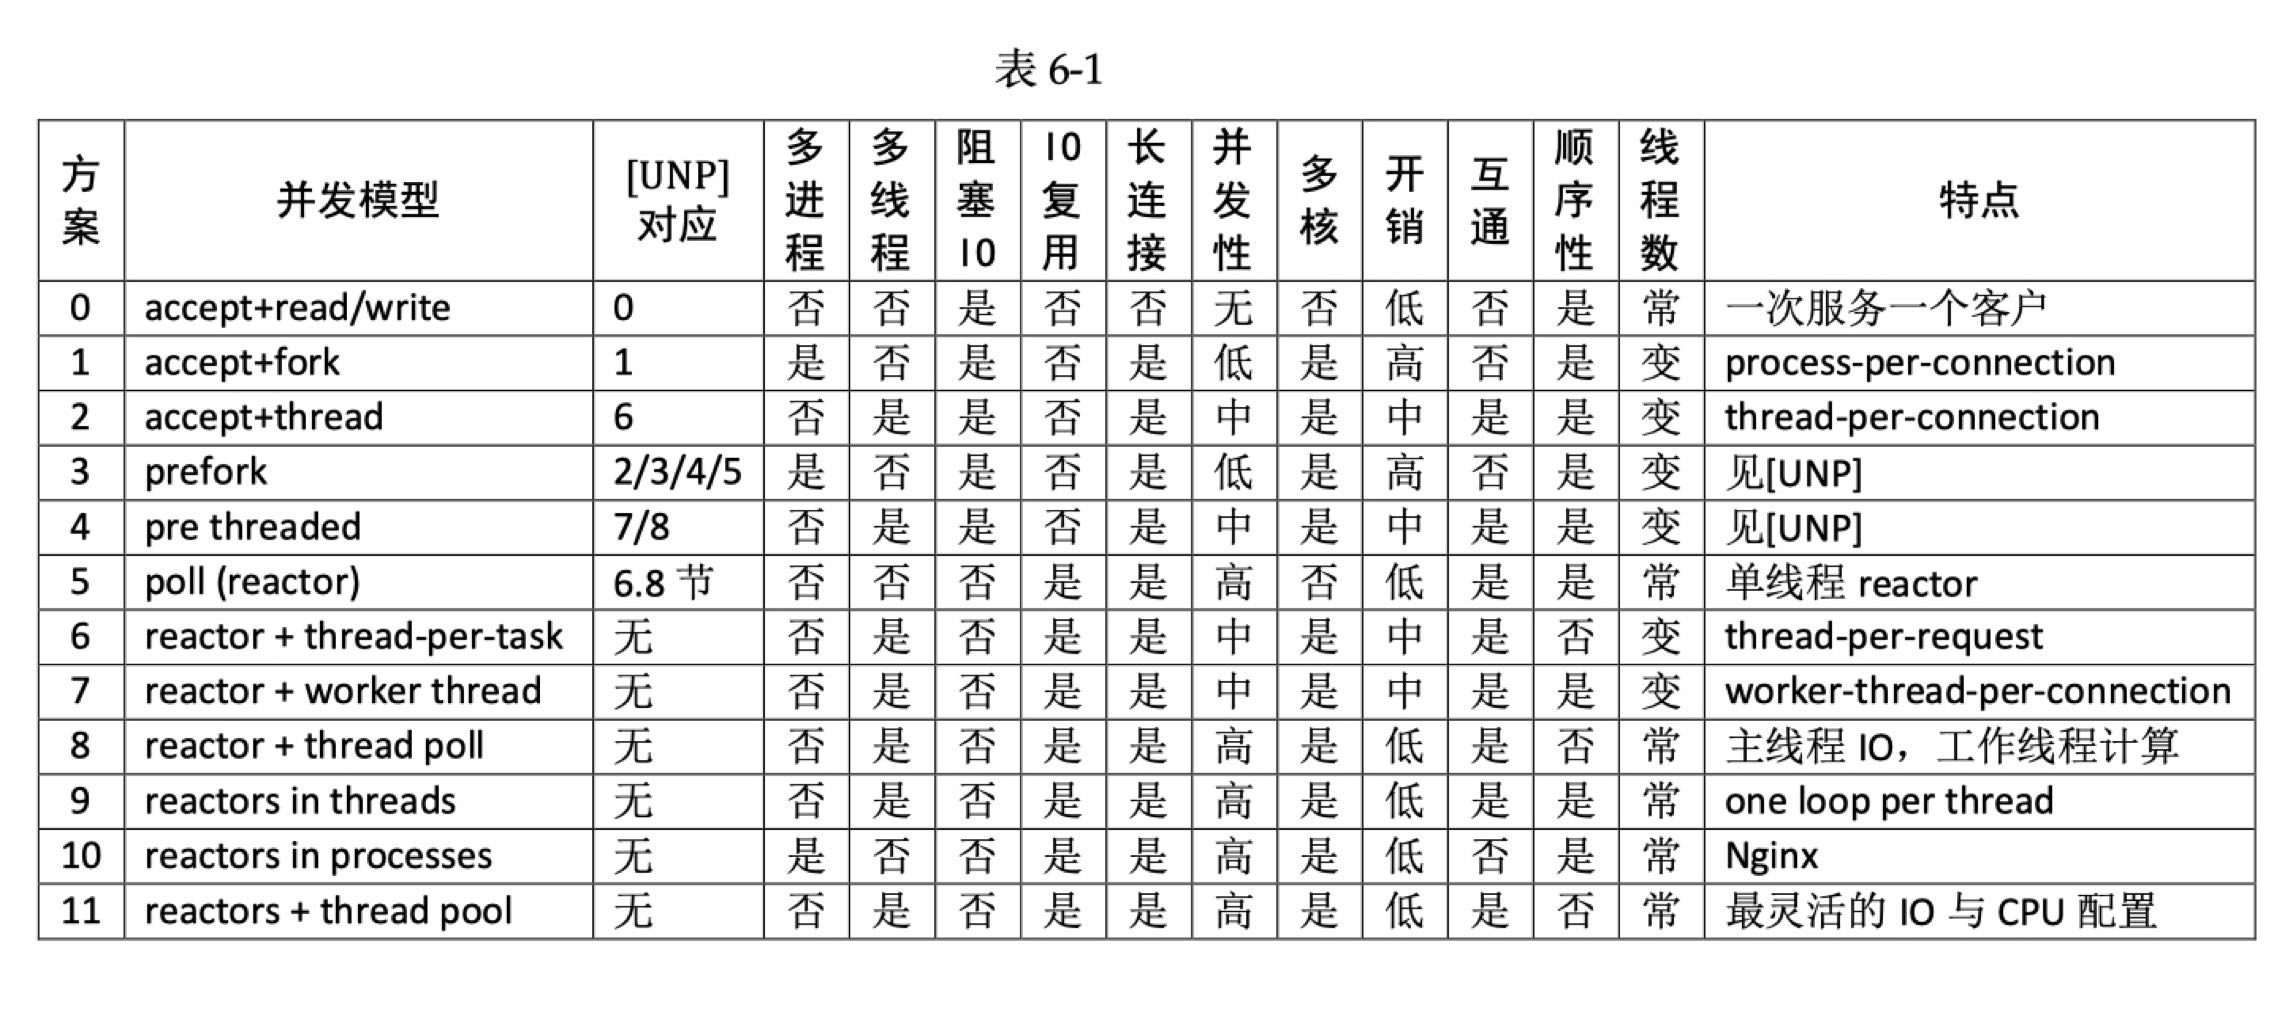 表 6-1
方案 并发模型 [UNP]对应 多进程 多线程 阻塞IO IO复用 长连接 并发性 多核 开销 互通 顺序性 线程数 特点
0 accept+read/write 0 否 否 是 否 否 无 否 低 否 是 常 一次服务一个客户
1 accept+fork 1 是 否 是 否 是 低 是 高 否 是 变 process-per-connection
2 accept+thread 6 否 是 是 否 是 中 是 中 是 是 变 thread-per-connection
3 prefork 2/3/4/5 是 否 是 否 是 低 是 高 否 是 变 见[UNP]
4 pre threaded 7/8 否 是 是 否 是 中 是 中 是 是 变 见[UNP]
5 poll (reactor) 6.8 节 否 否 否 是 是 高 否 低 是 是 常 单线程 reactor
6 reactor + thread-per-task 无 否 是 否 是 是 中 是 中 是 否 变 thread-per-request
7 reactor + worker thread 无 否 是 否 是 是 中 是 中 是 是 变 worker-thread-per-connection
8 reactor + thread poll 无 否 是 否 是 是 高 是 低 是 否 常 主线程 IO，工作线程计算
9 reactors in threads 无 否 是 否 是 是 高 是 低 是 是 常 one loop per thread
10 reactors in processes 无 是 否 否 是 是 高 是 低 否 是 常 Nginx
11 reactors + thread pool 无 否 是 否 是 是 高 是 低 是 否 常 最灵活的 IO 与 CPU 配置